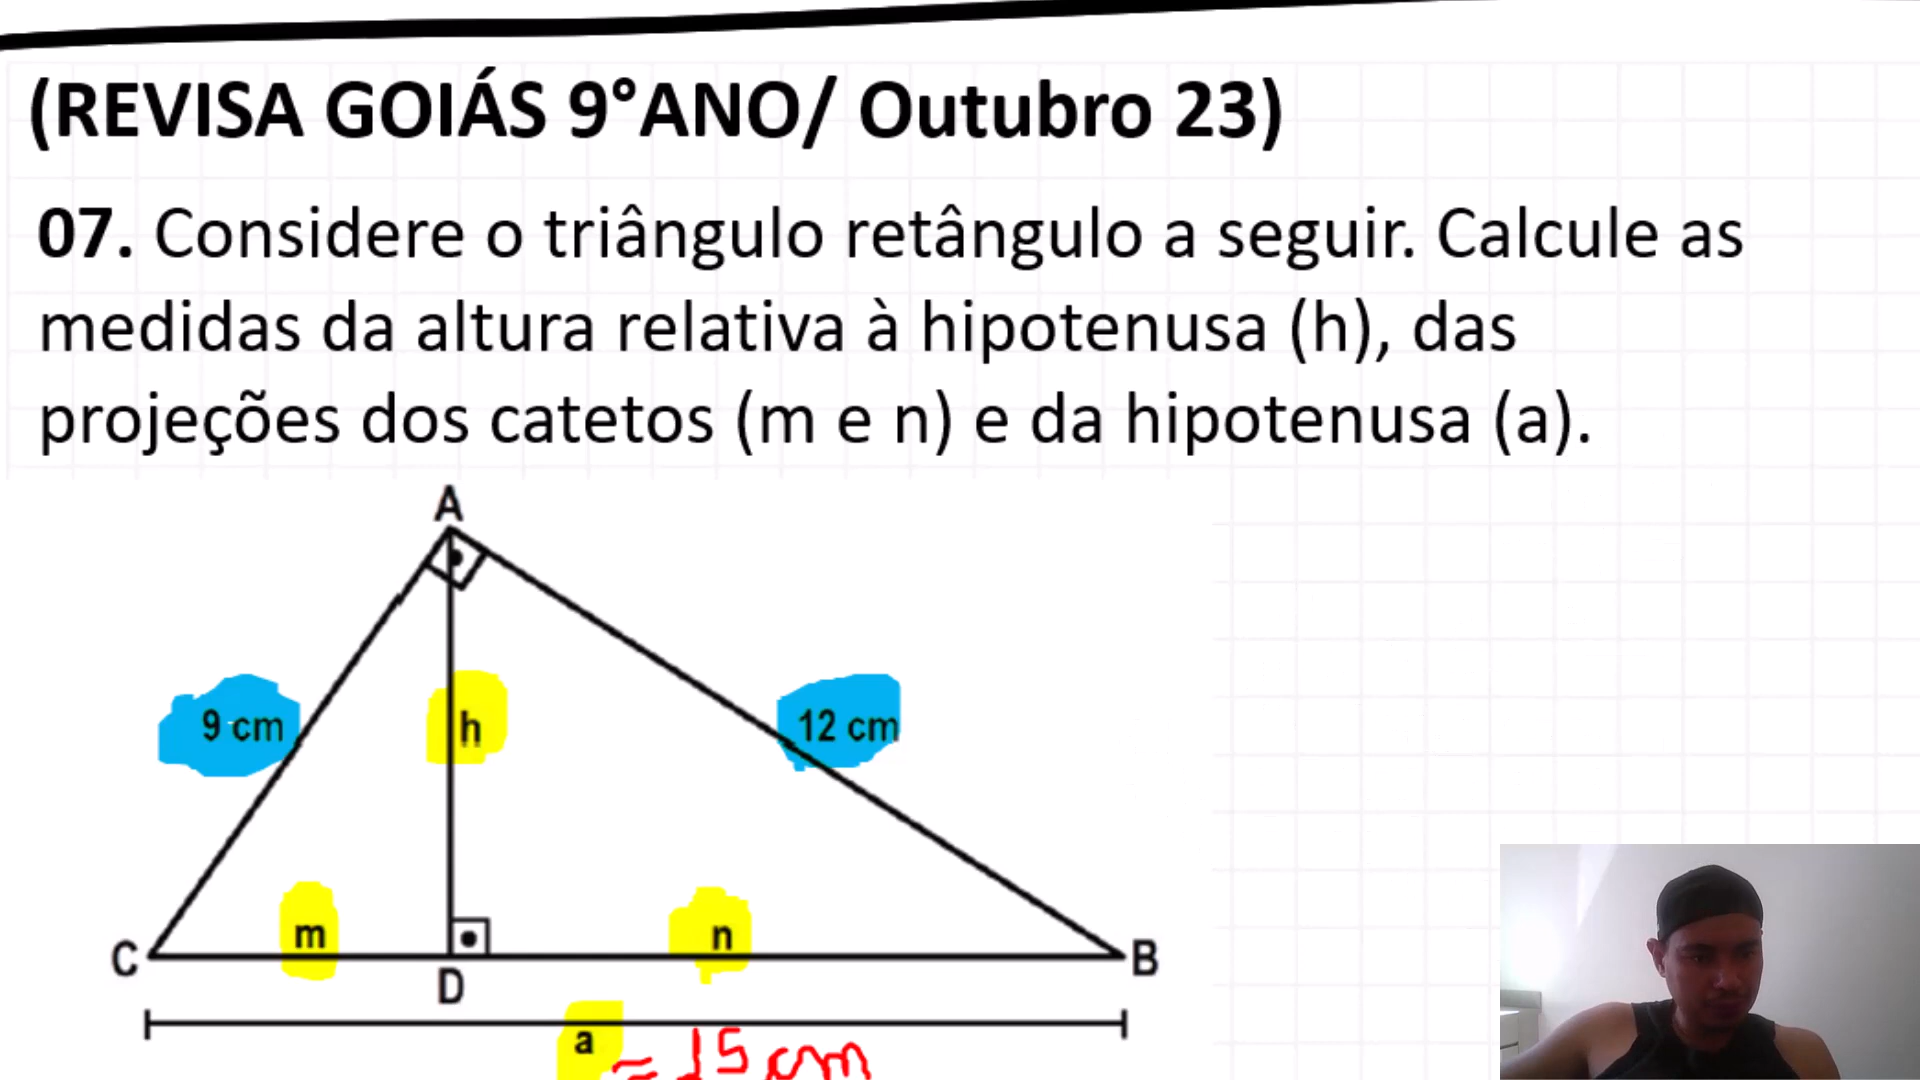 (REVISA GOIÁS 9°ANO/ Outubro 23)
07. Considere o triângulo retângulo a seguir. Calcule as
medidas da altura relativa à hipotenusa (h), das
projeções dos catetos (m e n) e da hipotenusa (a).
A
9 cm h 12 cm
m n
C B
D
a = 15 cm